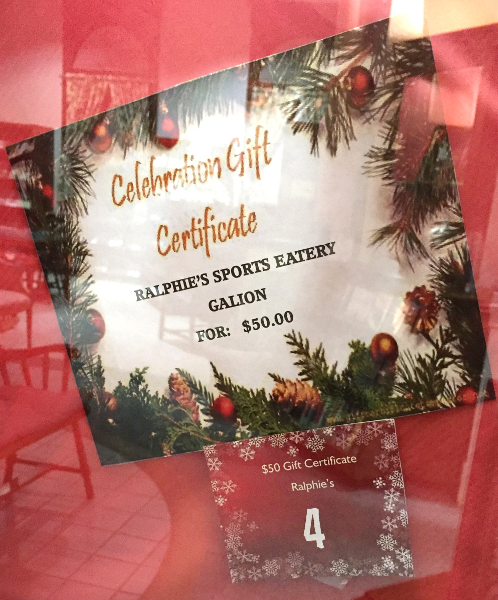 Celebration Gift
Certificate
RALPHIE'S SPORTS EATERY
GALION
FOR: $50.00
$50 Gift Certificate
Ralphie's
4